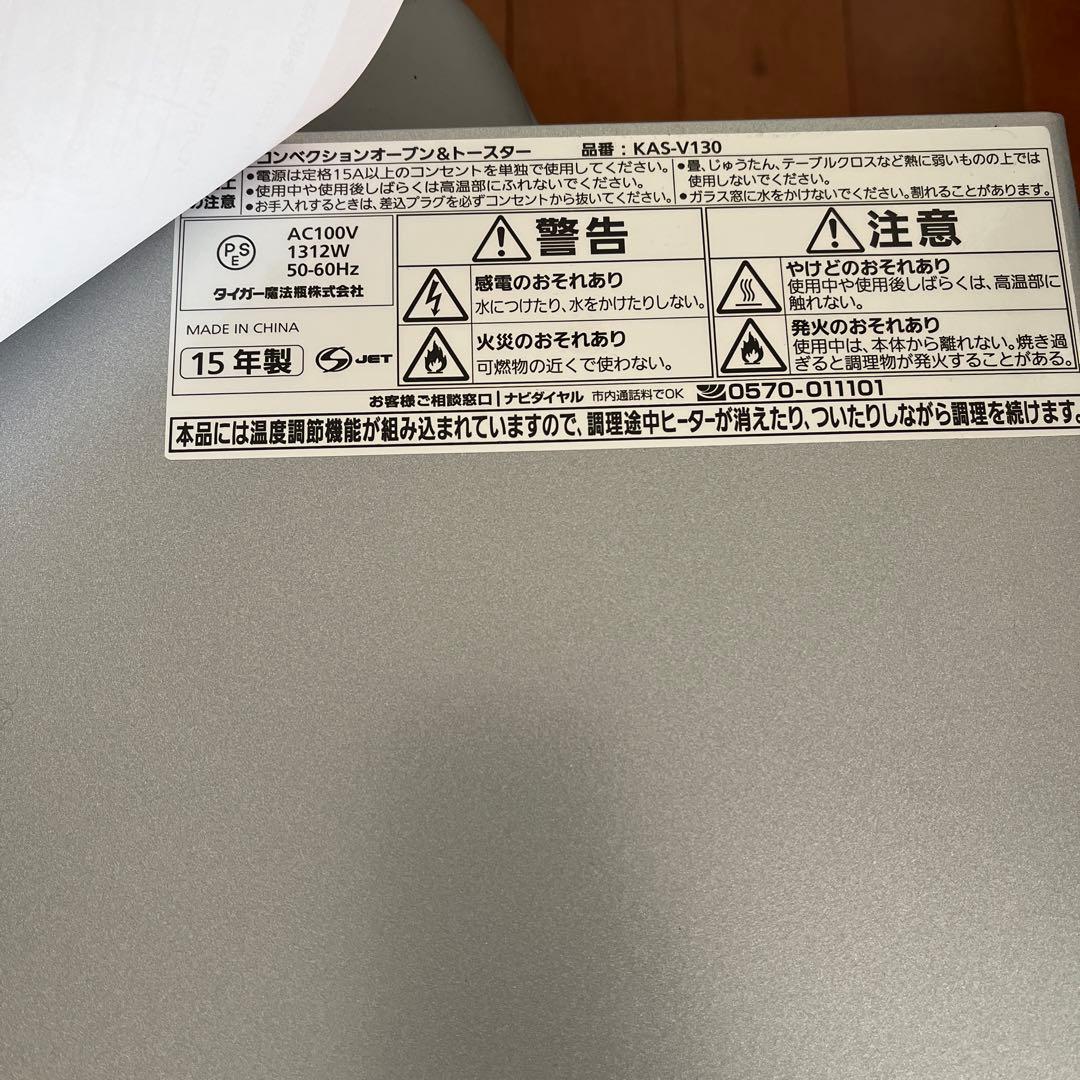 コンベクションオーブン&トースター 品番：KAS-V130
の注意
●電源は定格15A以上のコンセントを単独で使用してください。
●使用中や使用後しばらくは高温部にふれないでください。
●お手入れするときは、差込プラグを必ずコンセントから抜いてください。
●畳、じゅうたん、テーブルクロスなど熱に弱いものの上では
使用しないでください。
●ガラス窓に水をかけないでください。割れることがあります。
PSE
AC100V
1312W
50-60Hz
タイガー魔法瓶株式会社
MADE IN CHINA
15年製
S JET
警告
感電のおそれあり
水につけたり、水をかけたりしない。
火災のおそれあり
可燃物の近くで使わない。
注意
やけどのおそれあり
使用中や使用後しばらくは、高温部に
触れない。
発火のおそれあり
使用中は、本体から離れない。焼き過
ぎると調理物が発火することがある。
お客様ご相談窓口 ナビダイヤル 市内通話料でOK 0570-011101
本品には温度調節機能が組み込まれていますので、調理途中ヒーターが消えたり、ついたりしながら調理を続けます。